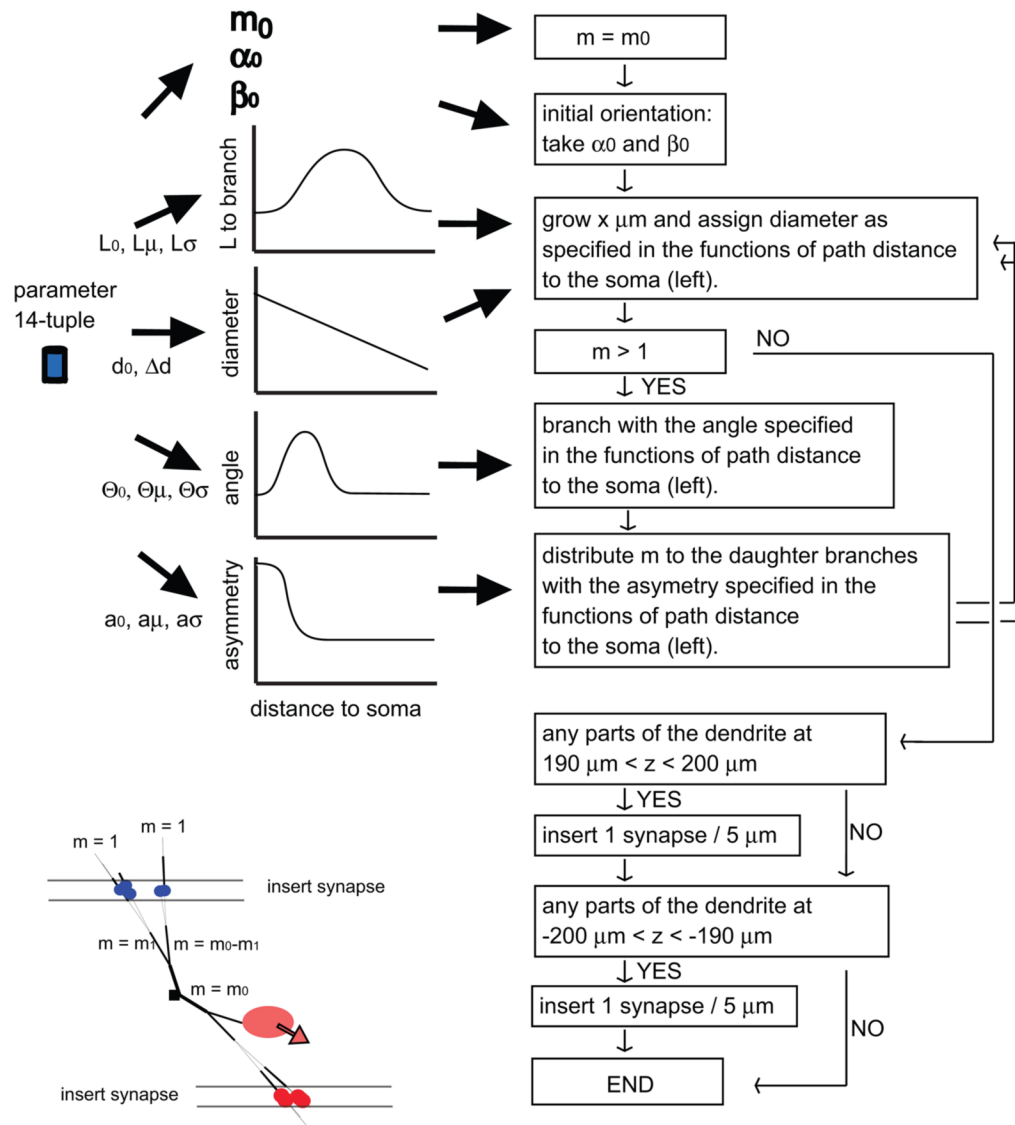 m0
α0
β0
L to branch
L0, Lμ, Lσ
parameter
14-tuple
d0, Δd
diameter
Θ0, Θμ, Θσ
angle
a0, aμ, aσ
asymmetry
distance to soma
m = m0
initial orientation:
take α0 and β0
grow x μm and assign diameter as
specified in the functions of path distance
to the soma (left).
m > 1
NO
YES
branch with the angle specified
in the functions of path distance
to the soma (left).
distribute m to the daughter branches
with the asymetry specified in the
functions of path distance
to the soma (left).
any parts of the dendrite at
190 μm < z < 200 μm
YES
NO
insert 1 synapse / 5 μm
any parts of the dendrite at
-200 μm < z < -190 μm
YES
NO
insert 1 synapse / 5 μm
END
m = 1
m = 1
insert synapse
m = m1
m = m0-m1
m = m0
insert synapse